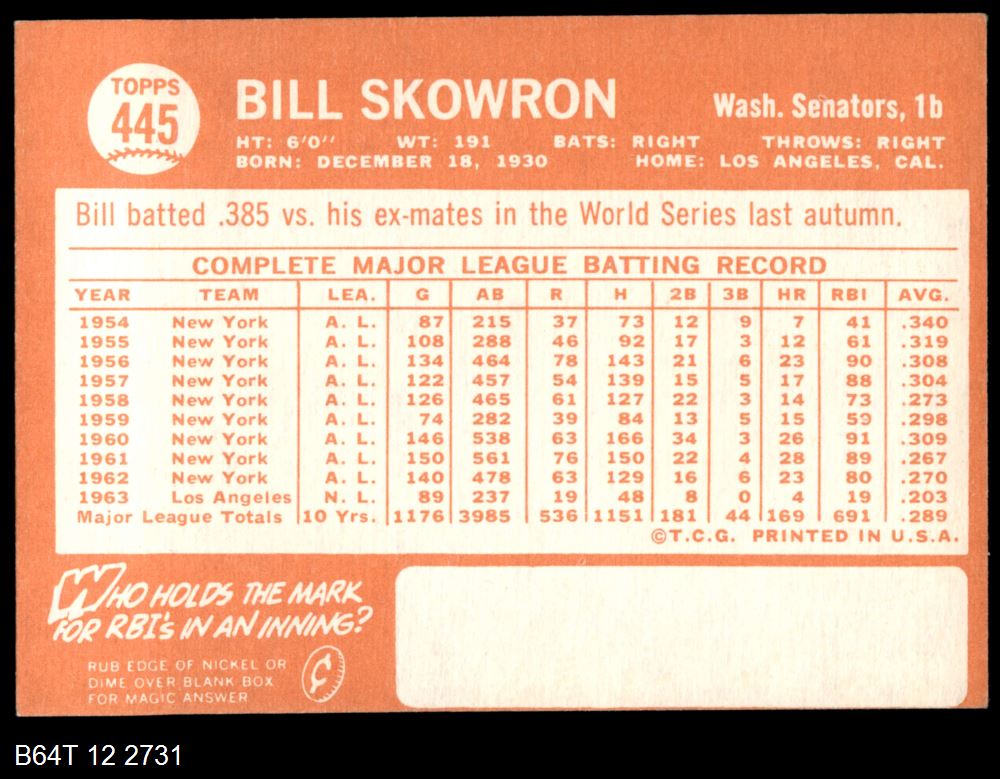 TOPPS
445
BILL SKOWRON
Wash. Senators, 1b
HT: 6'0" WT: 191 BATS: RIGHT THROWS: RIGHT
BORN: DECEMBER 18, 1930 HOME: LOS ANGELES, CAL.
Bill batted .385 vs. his ex-mates in the World Series last autumn.
COMPLETE MAJOR LEAGUE BATTING RECORD
YEAR TEAM LEA. G AB R H 2B 3B HR RBI AVG.
1954 New York A. L. 87 215 37 73 12 9 7 41 .340
1955 New York A. L. 108 288 46 92 17 3 12 61 .319
1956 New York A. L. 134 464 78 143 21 6 23 90 .308
1957 New York A. L. 122 457 54 139 15 5 17 88 .304
1958 New York A. L. 126 465 61 127 22 3 14 73 .273
1959 New York A. L. 74 282 39 84 13 5 15 59 .298
1960 New York A. L. 146 538 63 166 34 3 26 91 .309
1961 New York A. L. 150 561 76 150 22 4 28 89 .267
1962 New York A. L. 140 478 63 129 16 6 23 80 .270
1963 Los Angeles N. L. 89 237 19 48 8 0 4 19 .203
Major League Totals 10 Yrs. 1176 3985 536 1151 181 44 169 691 .289
©T.C.G. PRINTED IN U.S.A.
WHO HOLDS THE MARK
FOR RBI's IN AN INNING?
RUB EDGE OF NICKEL OR
DIME OVER BLANK BOX
FOR MAGIC ANSWER
¢
B64T 12 2731